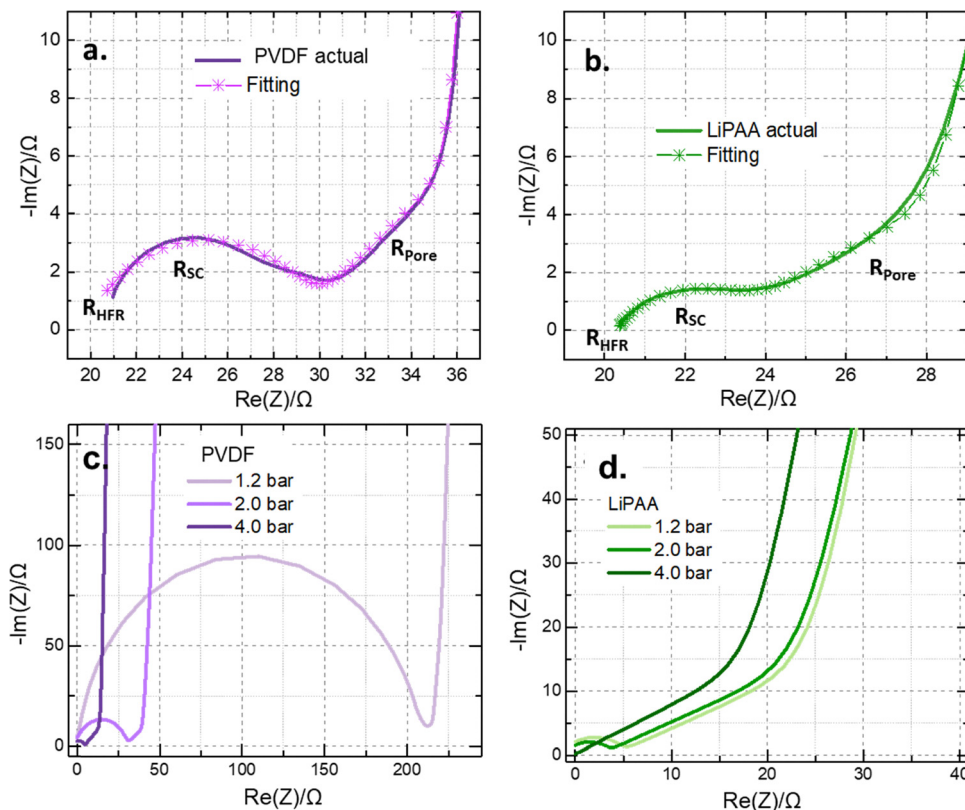 a.
PVDF actual
Fitting
R_HFR
R_SC
R_Pore
-Im(Z)/Ω
10
8
6
4
2
0
20 22 24 26 28 30 32 34 36
Re(Z)/Ω
b.
LiPAA actual
Fitting
R_HFR
R_SC
R_Pore
-Im(Z)/Ω
10
8
6
4
2
0
20 22 24 26 28
Re(Z)/Ω
c.
PVDF
1.2 bar
2.0 bar
4.0 bar
-Im(Z)/Ω
150
100
50
0
0 50 100 150 200
Re(Z)/Ω
d.
LiPAA
1.2 bar
2.0 bar
4.0 bar
-Im(Z)/Ω
50
40
30
20
10
0
0 10 20 30 40
Re(Z)/Ω